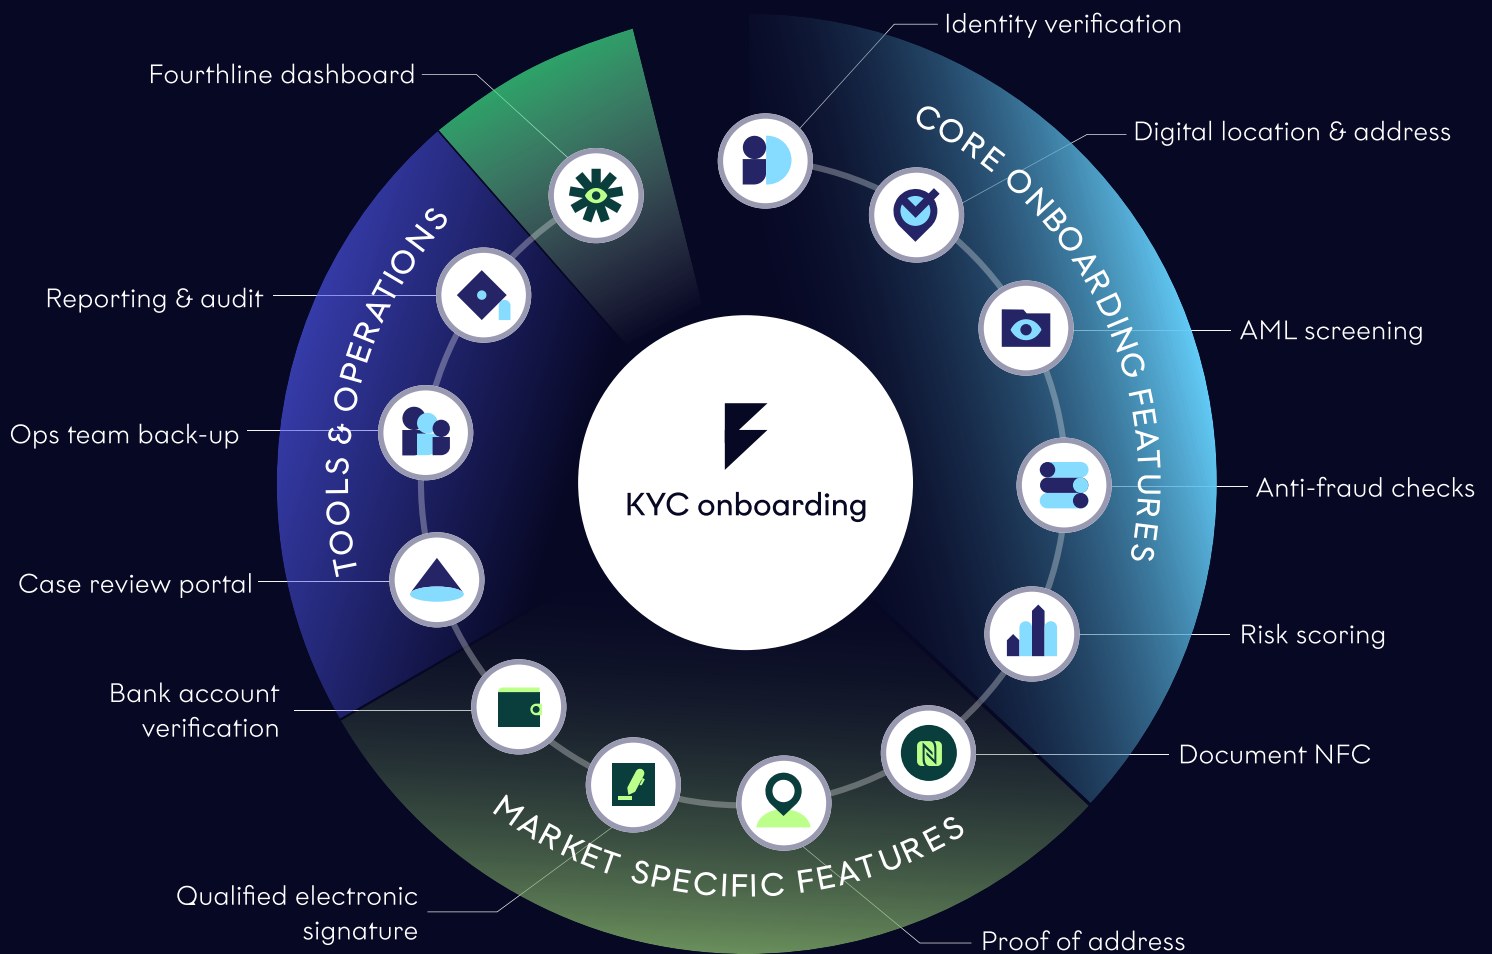 Identity verification
Fourthline dashboard
Digital location & address
CORE ONBOARDING FEATURES
TOOLS & OPERATIONS
Reporting & audit
AML screening
Ops team back-up
Anti-fraud checks
KYC onboarding
Case review portal
Risk scoring
Bank account
verification
Document NFC
MARKET SPECIFIC FEATURES
Qualified electronic
signature
Proof of address